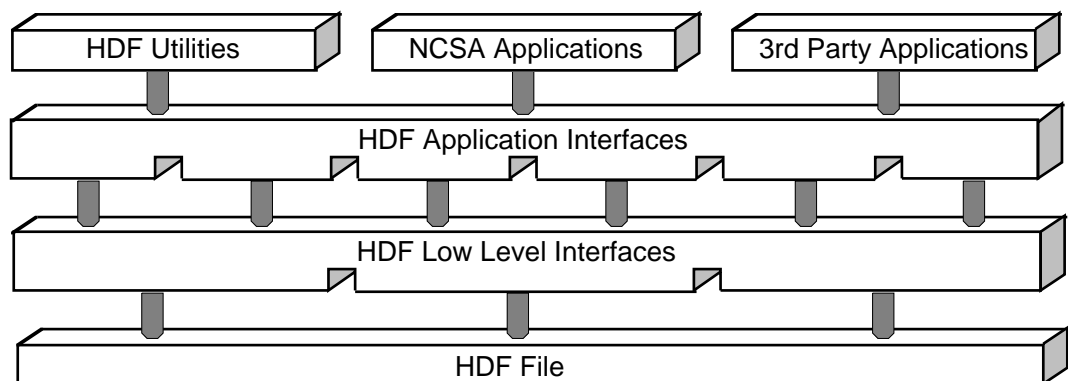 HDF Utilities
NCSA Applications
3rd Party Applications
HDF Application Interfaces
HDF Low Level Interfaces
HDF File